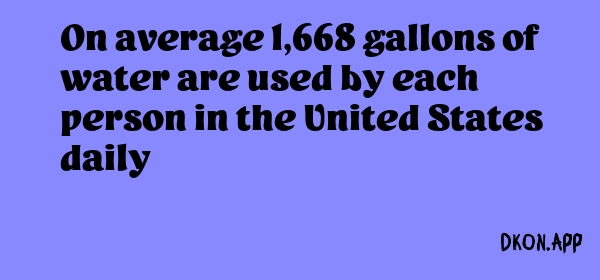 On average 1,668 gallons of
water are used by each
person in the United States
daily
DKON.APP